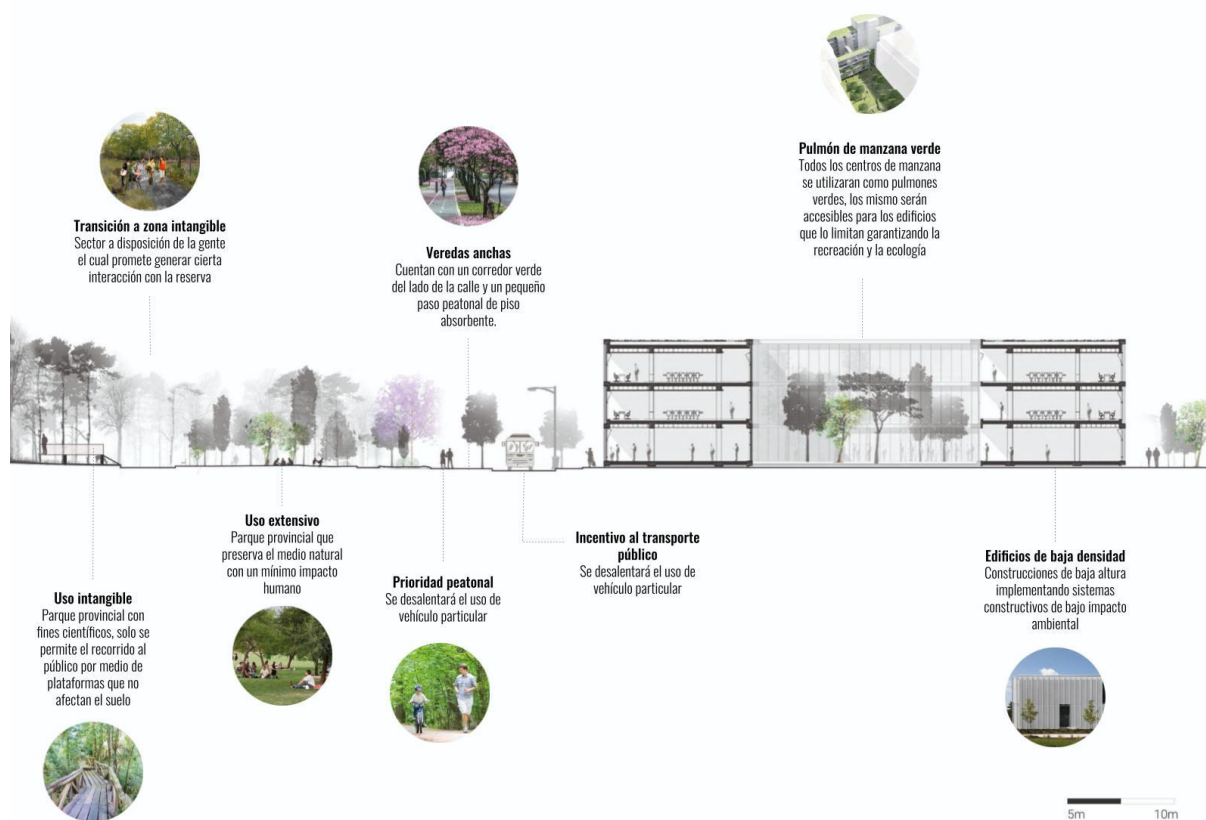 Transición a zona intangible
Sector a disposición de la gente
el cual promete generar cierta
interacción con la reserva
Veredas anchas
Cuentan con un corredor verde
del lado de la calle y un pequeño
paso peatonal de piso
absorbente.
Pulmón de manzana verde
Todos los centros de manzana
se utilizaran como pulmones
verdes, los mismo serán
accesibles para los edificios
que lo limitan garantizando la
recreación y la ecología
Uso intangible
Parque provincial con
fines científicos, solo se
permite el recorrido al
público por medio de
plataformas que no
afectan el suelo
Uso extensivo
Parque provincial que
preserva el medio natural
con un mínimo impacto
humano
Prioridad peatonal
Se desalentará el uso de
vehículo particular
Incentivo al transporte
público
Se desalentará el uso de
vehículo particular
Edificios de baja densidad
Construcciones de baja altura
implementando sistemas
constructivos de bajo impacto
ambiental
5m 10m